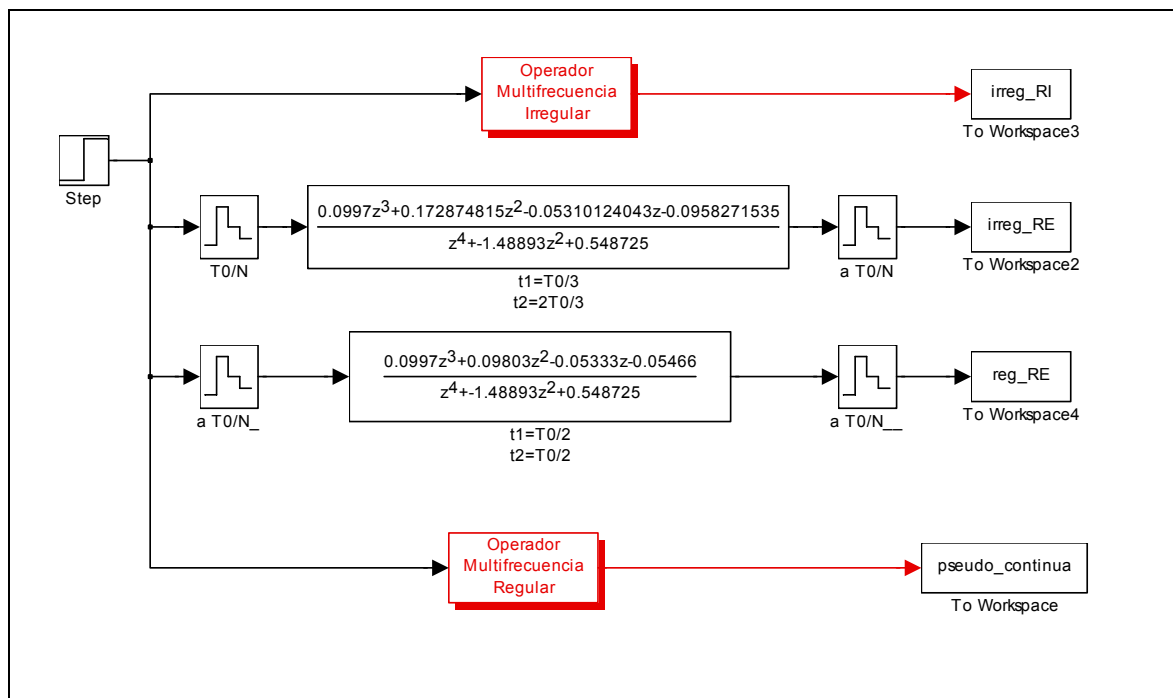 Operador
Multifrecuencia
Irregular
irreg_RI
To Workspace3
Step
T0/N
0.0997z^3+0.172874815z^2-0.05310124043z-0.0958271535
z^4+-1.48893z^2+0.548725
t1=T0/3
t2=2T0/3
a T0/N
irreg_RE
To Workspace2
a T0/N_
0.0997z^3+0.09803z^2-0.05333z-0.05466
z^4+-1.48893z^2+0.548725
t1=T0/2
t2=T0/2
a T0/N__
reg_RE
To Workspace4
Operador
Multifrecuencia
Regular
pseudo_continua
To Workspace